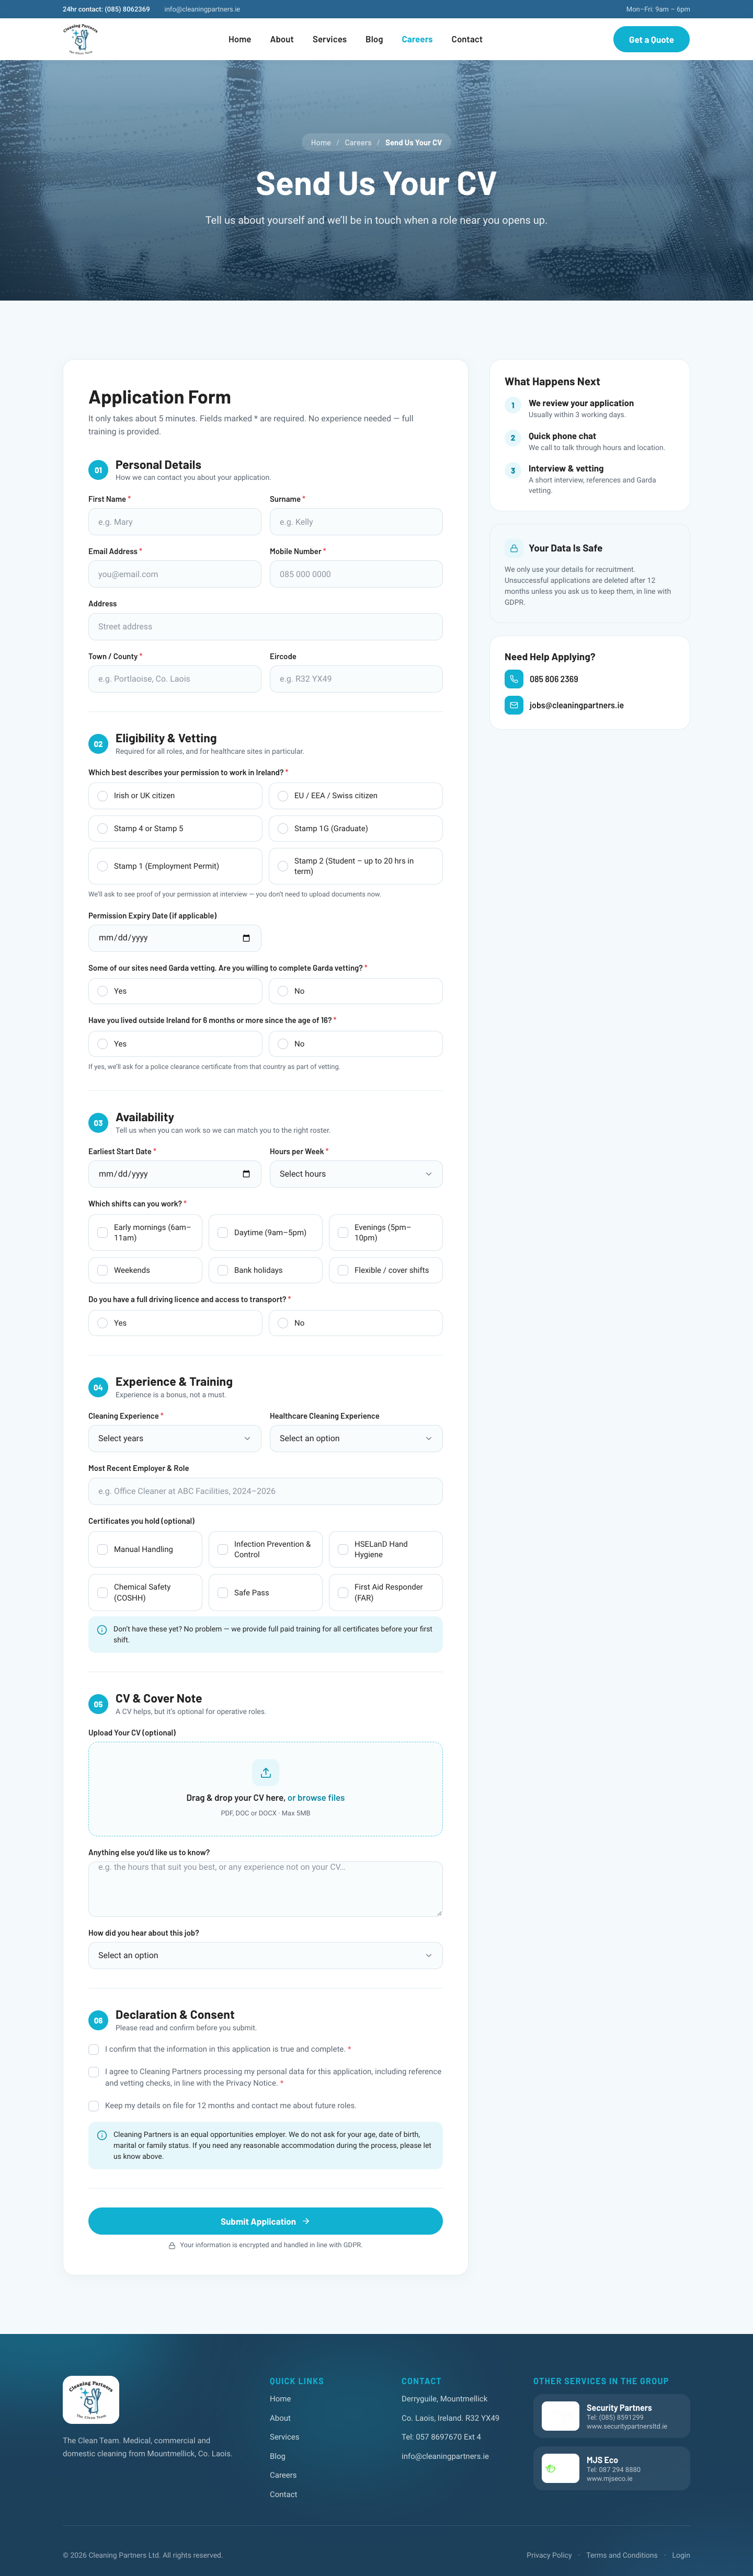 24hr contact: (085) 8062369
info@cleaningpartners.ie
Mon–Fri: 9am – 6pm
Cleaning Partners
The Clean Team
Home
About
Services
Blog
Careers
Contact
Get a Quote
Home / Careers / Send Us Your CV
Send Us Your CV
Tell us about yourself and we'll be in touch when a role near you opens up.
Application Form
It only takes about 5 minutes. Fields marked * are required. No experience needed — full
training is provided.
01
Personal Details
How we can contact you about your application.
First Name *
Surname *
e.g. Mary
e.g. Kelly
Email Address *
Mobile Number *
you@email.com
085 000 0000
Address
Street address
Town / County *
Eircode
e.g. Portlaoise, Co. Laois
e.g. R32 YX49
02
Eligibility & Vetting
Required for all roles, and for healthcare sites in particular.
Which best describes your permission to work in Ireland? *
Irish or UK citizen
EU / EEA / Swiss citizen
Stamp 4 or Stamp 5
Stamp 1G (Graduate)
Stamp 1 (Employment Permit)
Stamp 2 (Student – up to 20 hrs in
term)
We'll ask to see proof of your permission at interview — you don't need to upload documents now.
Permission Expiry Date (if applicable)
mm/dd/yyyy
Some of our sites need Garda vetting. Are you willing to complete Garda vetting? *
Yes
No
Have you lived outside Ireland for 6 months or more since the age of 16? *
Yes
No
If yes, we'll ask for a police clearance certificate from that country as part of vetting.
03
Availability
Tell us when you can work so we can match you to the right roster.
Earliest Start Date *
Hours per Week *
mm/dd/yyyy
Select hours
Which shifts can you work? *
Early mornings (6am–
11am)
Daytime (9am–5pm)
Evenings (5pm–
10pm)
Weekends
Bank holidays
Flexible / cover shifts
Do you have a full driving licence and access to transport? *
Yes
No
04
Experience & Training
Experience is a bonus, not a must.
Cleaning Experience *
Healthcare Cleaning Experience
Select years
Select an option
Most Recent Employer & Role
e.g. Office Cleaner at ABC Facilities, 2024–2026
Certificates you hold (optional)
Manual Handling
Infection Prevention &
Control
HSELanD Hand
Hygiene
Chemical Safety
(COSHH)
Safe Pass
First Aid Responder
(FAR)
Don't have these yet? No problem — we provide full paid training for all certificates before your first
shift.
05
CV & Cover Note
A CV helps, but it's optional for operative roles.
Upload Your CV (optional)
Drag & drop your CV here, or browse files
PDF, DOC or DOCX · Max 5MB
Anything else you'd like us to know?
e.g. the hours that suit you best, or any experience not on your CV...
How did you hear about this job?
Select an option
06
Declaration & Consent
Please read and confirm before you submit.
I confirm that the information in this application is true and complete. *
I agree to Cleaning Partners processing my personal data for this application, including reference
and vetting checks, in line with the Privacy Notice. *
Keep my details on file for 12 months and contact me about future roles.
Cleaning Partners is an equal opportunities employer. We do not ask for your age, date of birth,
marital or family status. If you need any reasonable accommodation during the process, please let
us know above.
Submit Application
Your information is encrypted and handled in line with GDPR.
What Happens Next
1
We review your application
Usually within 3 working days.
2
Quick phone chat
We call to talk through hours and location.
3
Interview & vetting
A short interview, references and Garda
vetting.
Your Data Is Safe
We only use your details for recruitment.
Unsuccessful applications are deleted after 12
months unless you ask us to keep them, in line with
GDPR.
Need Help Applying?
085 806 2369
jobs@cleaningpartners.ie
Cleaning Partners
The Clean Team
The Clean Team. Medical, commercial and
domestic cleaning from Mountmellick, Co. Laois.
QUICK LINKS
Home
About
Services
Blog
Careers
Contact
CONTACT
Derryguile, Mountmellick
Co. Laois, Ireland. R32 YX49
Tel: 057 8697670 Ext 4
info@cleaningpartners.ie
OTHER SERVICES IN THE GROUP
Security Partners
Tel: (085) 8591299
www.securitypartnersltd.ie
MJS Eco
Tel: 087 294 8880
www.mjseco.ie
© 2026 Cleaning Partners Ltd. All rights reserved.
Privacy Policy · Terms and Conditions · Login